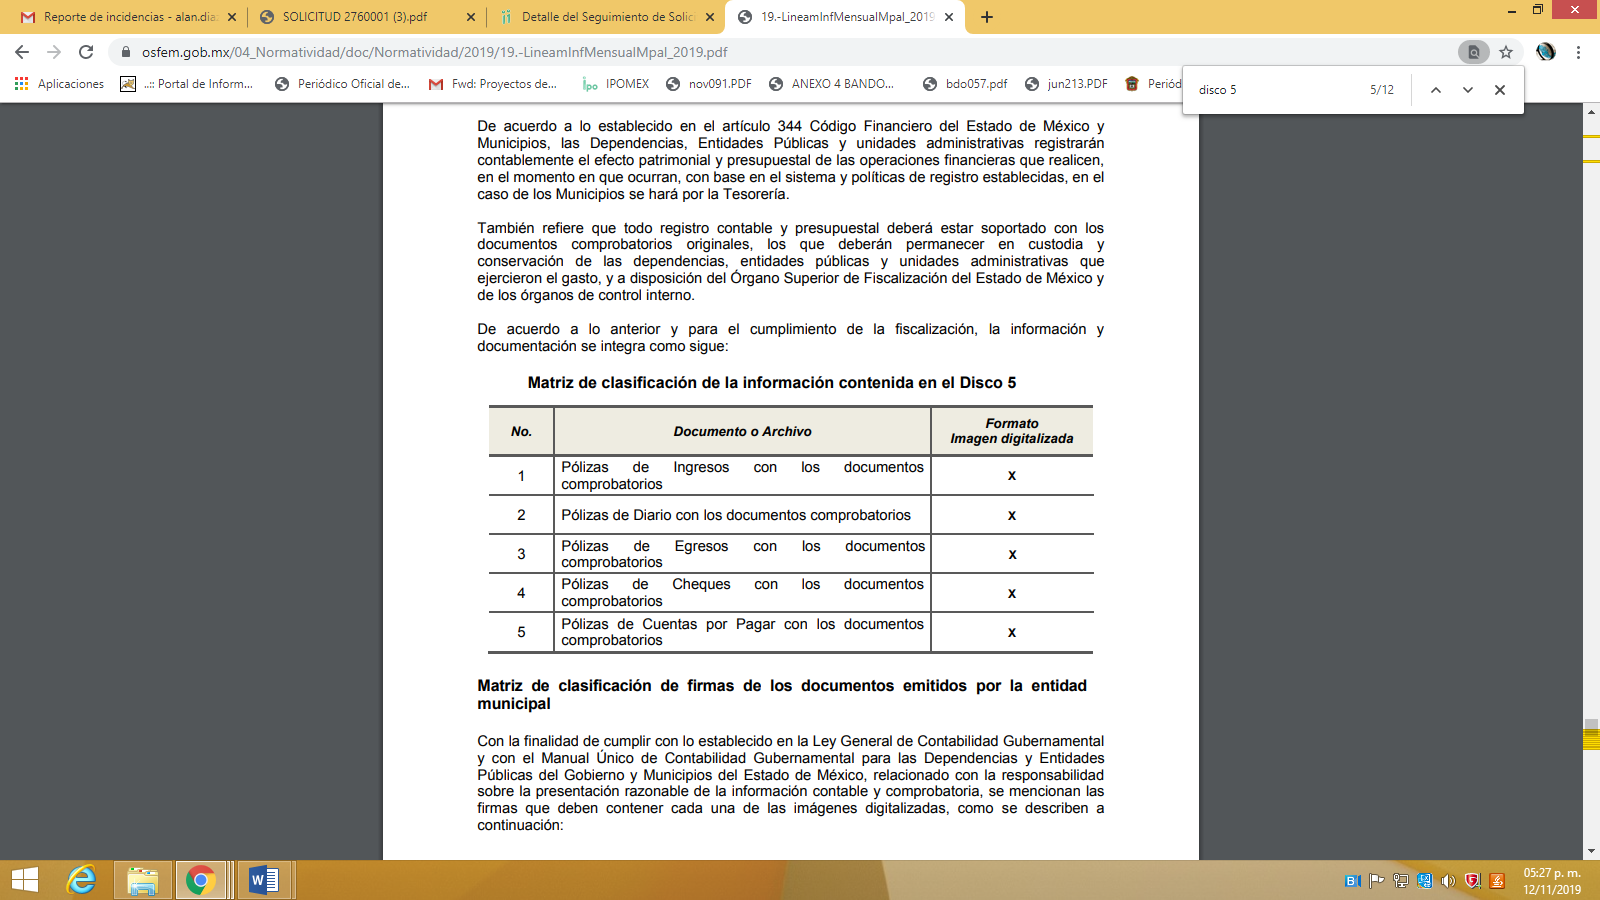 Reporte de incidencias - alan.dia
SOLICITUD 2760001 (3).pdf
Detalle del Seguimiento de Solici
19.-LineamInfMensualMpal_2019
osfem.gob.mx/04_Normatividad/doc/Normatividad/2019/19.-LineamInfMensualMpal_2019.pdf
Aplicaciones
..:: Portal de Inform...
Periódico Oficial de...
Fwd: Proyectos de...
IPOMEX
nov091.PDF
ANEXO 4 BANDO...
bdo057.pdf
jun213.PDF
Periód
disco 5
5/12
De acuerdo a lo establecido en el artículo 344 Código Financiero del Estado de México y
Municipios, las Dependencias, Entidades Públicas y unidades administrativas registrarán
contablemente el efecto patrimonial y presupuestal de las operaciones financieras que realicen,
en el momento en que ocurran, con base en el sistema y políticas de registro establecidas, en el
caso de los Municipios se hará por la Tesorería.
También refiere que todo registro contable y presupuestal deberá estar soportado con los
documentos comprobatorios originales, los que deberán permanecer en custodia y
conservación de las dependencias, entidades públicas y unidades administrativas que
ejercieron el gasto, y a disposición del Órgano Superior de Fiscalización del Estado de México y
de los órganos de control interno.
De acuerdo a lo anterior y para el cumplimiento de la fiscalización, la información y
documentación se integra como sigue:
Matriz de clasificación de la información contenida en el Disco 5
No.
Documento o Archivo
Formato
Imagen digitalizada
1
Pólizas de Ingresos con los documentos
comprobatorios
x
2
Pólizas de Diario con los documentos comprobatorios
x
3
Pólizas de Egresos con los documentos
comprobatorios
x
4
Pólizas de Cheques con los documentos
comprobatorios
x
5
Pólizas de Cuentas por Pagar con los documentos
comprobatorios
x
Matriz de clasificación de firmas de los documentos emitidos por la entidad
municipal
Con la finalidad de cumplir con lo establecido en la Ley General de Contabilidad Gubernamental
y con el Manual Único de Contabilidad Gubernamental para las Dependencias y Entidades
Públicas del Gobierno y Municipios del Estado de México, relacionado con la responsabilidad
sobre la presentación razonable de la información contable y comprobatoria, se mencionan las
firmas que deben contener cada una de las imágenes digitalizadas, como se describen a
continuación:
05:27 p. m.
12/11/2019